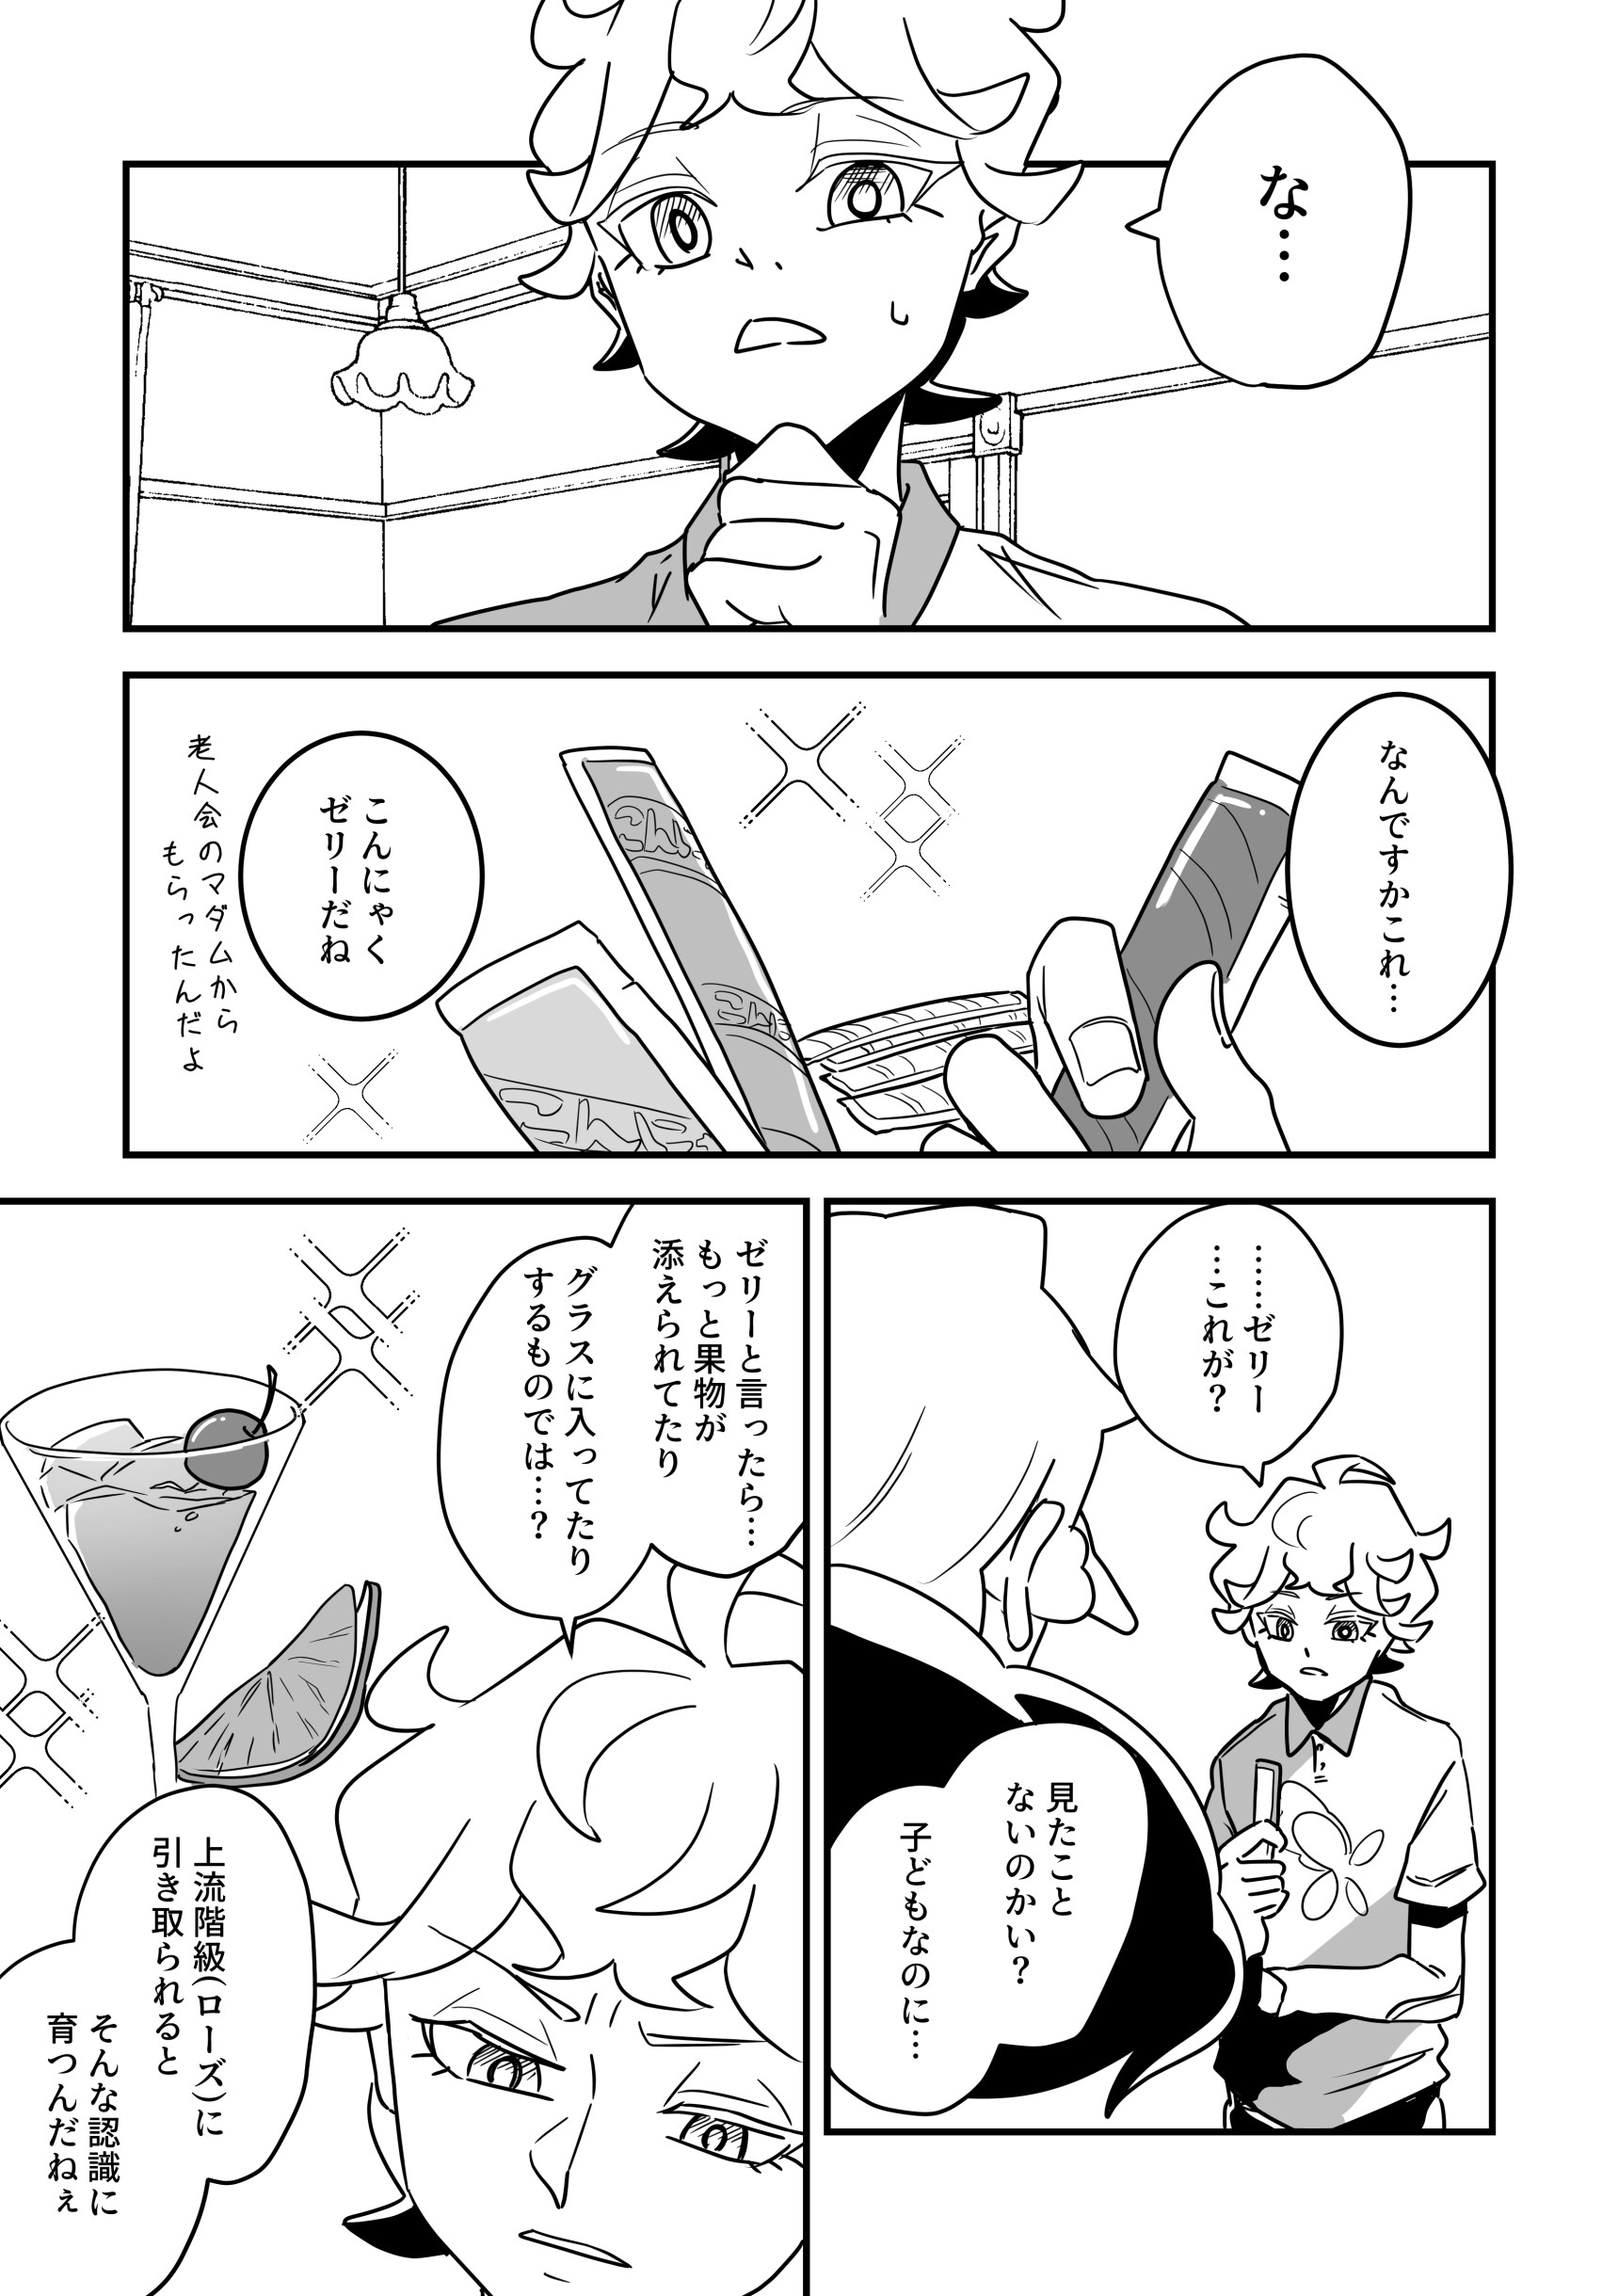 な…
なんですかこれ…
こんにゃく
ゼリーだね
老人会のマダムから
もらったんだよ
……ゼリー
…これが？
見たこと
ないのかい？
子どもなのに…
ゼリーと言ったら…
もっと果物が
添えられてたり
グラスに入ってたり
するものでは…？
上流階級(ローズ)に
引き取られると
そんな認識に
育つんだねぇ